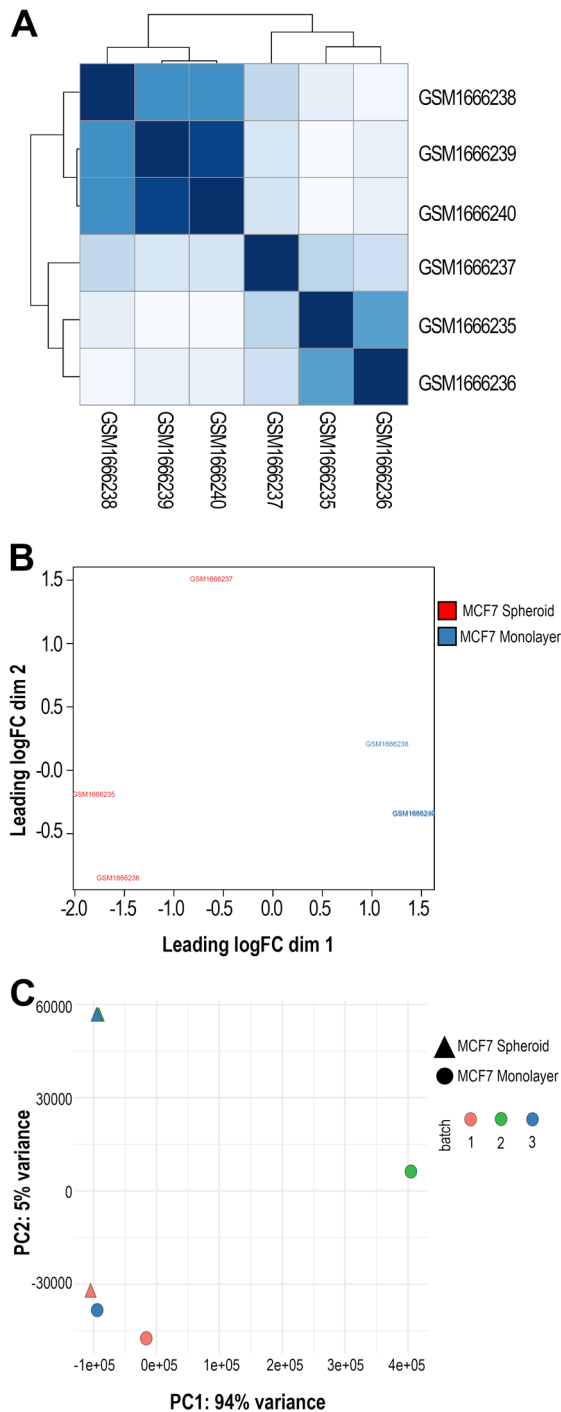 A
GSM1666238
GSM1666239
GSM1666240
GSM1666237
GSM1666235
GSM1666236
GSM1666238
GSM1666239
GSM1666240
GSM1666237
GSM1666235
GSM1666236
B
Leading logFC dim 2
1.5
1.0
0.5
-0.0
-0.5
GSM1666237
GSM1666238
GSM1666235
GSM1666236
MCF7 Spheroid
MCF7 Monolayer
-2.0 -1.5 -1.0 -0.5 0.0 0.5 1.0 1.5
Leading logFC dim 1
C
PC2: 5% variance
60000
30000
0
-30000
MCF7 Spheroid
MCF7 Monolayer
batch
1 2 3
-1e+05 0e+05 1e+05 2e+05 3e+05 4e+05
PC1: 94% variance